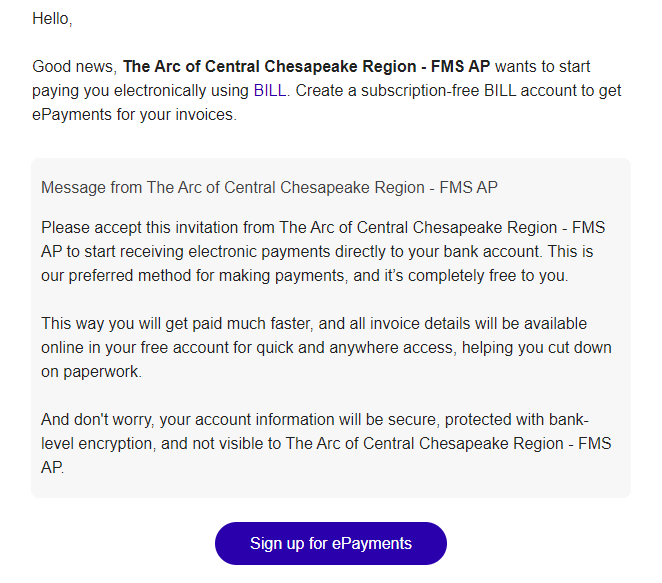 Hello,
Good news, The Arc of Central Chesapeake Region - FMS AP wants to start
paying you electronically using BILL. Create a subscription-free BILL account to get
ePayments for your invoices.
Message from The Arc of Central Chesapeake Region - FMS AP
Please accept this invitation from The Arc of Central Chesapeake Region - FMS
AP to start receiving electronic payments directly to your bank account. This is
our preferred method for making payments, and it’s completely free to you.
This way you will get paid much faster, and all invoice details will be available
online in your free account for quick and anywhere access, helping you cut down
on paperwork.
And don't worry, your account information will be secure, protected with bank-
level encryption, and not visible to The Arc of Central Chesapeake Region - FMS
AP.
Sign up for ePayments